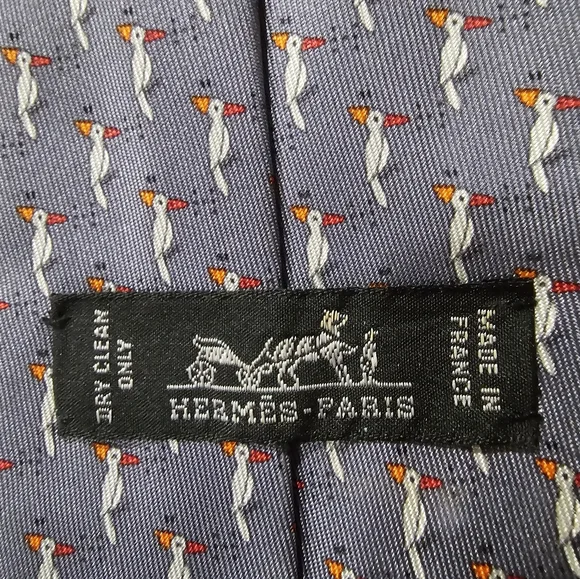 DRY CLEAN
ONLY
HERMÈS-PARIS
MADE IN
FRANCE